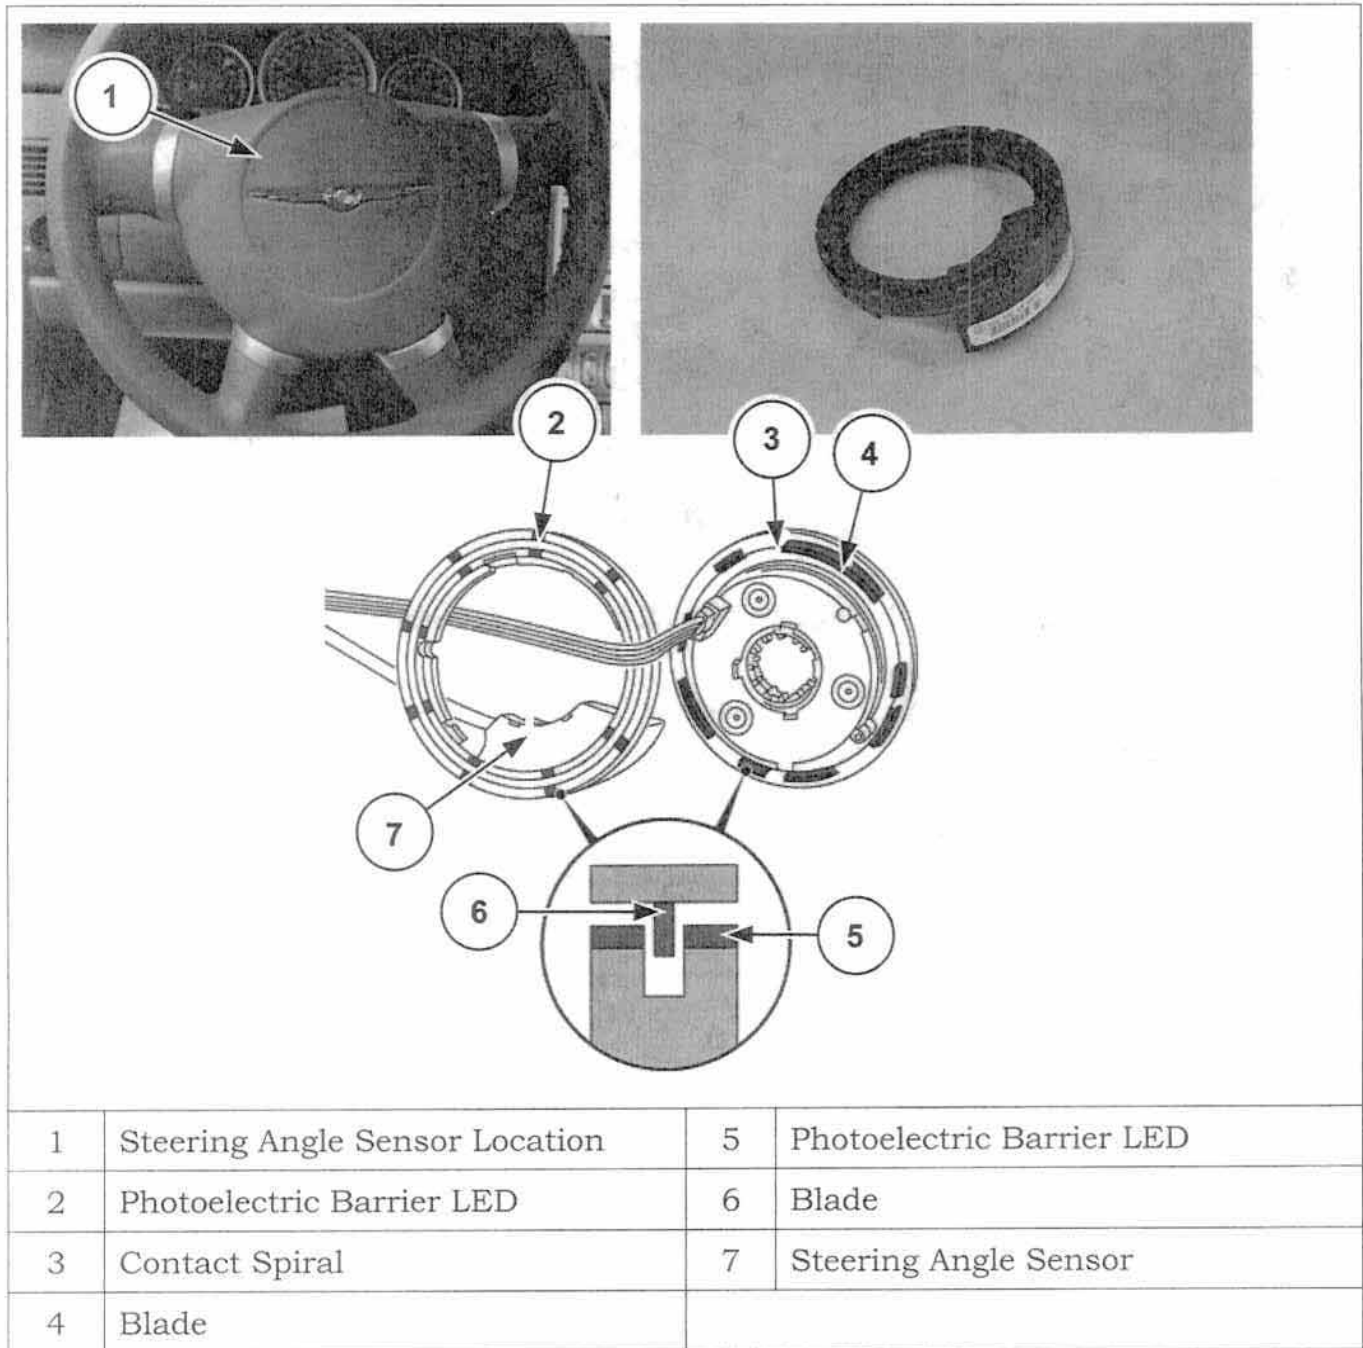 1
2
3
4
7
6
5
1 Steering Angle Sensor Location 5 Photoelectric Barrier LED
2 Photoelectric Barrier LED 6 Blade
3 Contact Spiral 7 Steering Angle Sensor
4 Blade